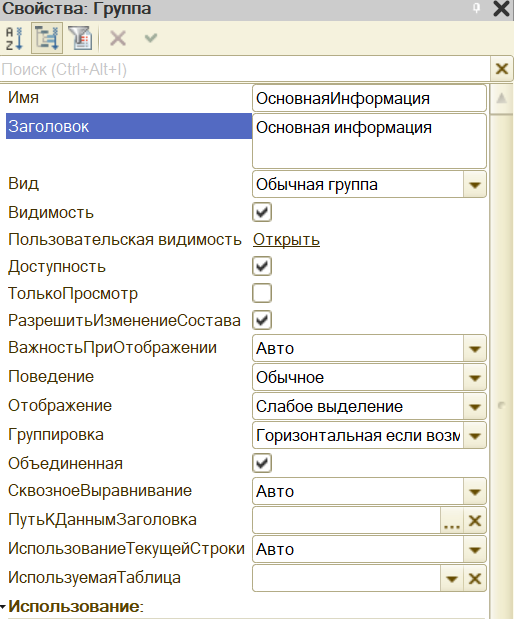 Свойства: Группа
Поиск (Ctrl+Alt+I)
Имя ОсновнаяИнформация
Заголовок Основная информация
Вид Обычная группа
Видимость
Пользовательская видимость Открыть
Доступность
ТолькоПросмотр
РазрешитьИзменениеСостава
ВажностьПриОтображении Авто
Поведение Обычное
Отображение Слабое выделение
Группировка Горизонтальная если возм
Объединенная
СквозноеВыравнивание Авто
ПутьКДаннымЗаголовка ...
ИспользованиеТекущейСтроки Авто
ИспользуемаяТаблица
Использование: